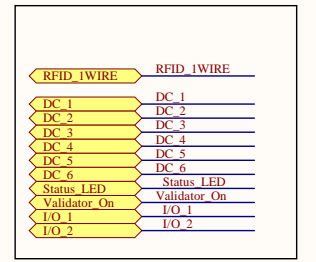 RFID_1WIRE RFID_1WIRE
DC_1 DC_1
DC_2 DC_2
DC_3 DC_3
DC_4 DC_4
DC_5 DC_5
DC_6 DC_6
Status_LED Status_LED
Validator_On Validator_On
I/O_1 I/O_1
I/O_2 I/O_2